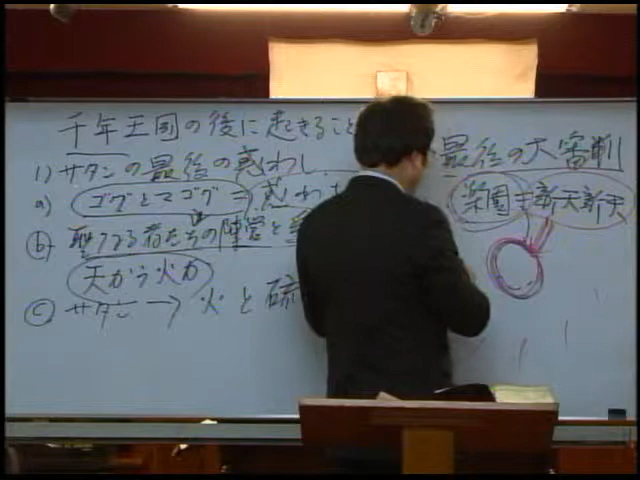 千年王国の後に起きること
1) サタンの最後の惑わし
a) ゴグとマゴグ = 惑わ
b) 聖なる者たちの陣営と
天から火が
c) サタン → 火と硫
最後の大審判
楽園 = 新天新天